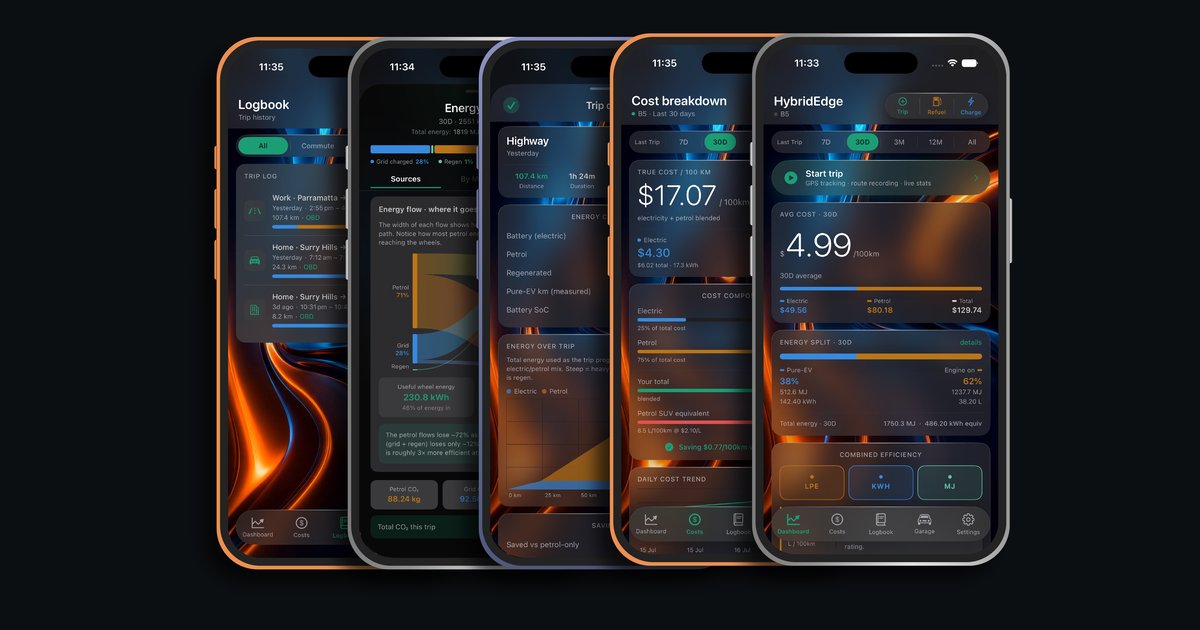 11:35
Logbook
Trip history
All
Commute
TRIP LOG
Work · Parramatta →
Yesterday · 2:55 pm –
107.4 km · OBD
Home · Surry Hills →
Yesterday · 7:12 am –
24.3 km · OBD
Home · Surry Hills →
3d ago · 10:31 pm –
8.2 km · OBD
Dashboard
Costs
11:34
30D · 2551
Total energy: 1819
Grid charged 28%
Regen 1%
Sources
Energy flow · where it goes
The width of each flow shows
path. Notice how most petrol
reaching the wheels.
Petrol
71%
Grid
28%
Regen
Useful wheel energy
230.8 kWh
46% of energy in
The petrol flows lose ~72% as
(grid + regen) loses only ~12%
is roughly 3× more efficient at
Petrol CO₂
88.24 kg
Total CO₂ this trip
11:35
Trip
Highway
Yesterday
107.4 km
Distance
1h 24m
Duration
Battery (electric)
Petrol
Regenerated
Pure-EV km (measured)
Battery SoC
ENERGY OVER TRIP
Total energy used as the trip
electric/petrol mix. Steep = heavy
is regen.
Electric
Petrol
0 km
25 km
50 km
Saved vs petrol-only
11:35
Cost breakdown
B5 · Last 30 days
Last Trip
7D
30D
TRUE COST / 100 KM
$17.07 / 100km
electricity + petrol blended
Electric
$4.30
$6.02 total · 17.3 kWh
Electric
25% of total cost
Petrol
75% of total cost
Your total
blended
Petrol SUV equivalent
8.5 L/100km @ $2.10/L
Saving $0.77/100km
DAILY COST TREND
Dashboard
Costs
Logbook
15 Jul
15 Jul
16 Jul
11:33
HybridEdge
B5
Trip
Refuel
Charge
Last Trip
7D
30D
3M
12M
All
Start trip
GPS tracking · route recording · live stats
AVG COST · 30D
$4.99 /100km
30D average
Electric
Petrol
Total
$49.56
$80.18
$129.74
ENERGY SPLIT · 30D
details
Pure-EV
Engine on
38%
62%
512.6 MJ
1237.7 MJ
142.40 kWh
38.20 L
Total energy · 30D
1750.3 MJ · 486.20 kWh equiv
COMBINED EFFICIENCY
LPE
KWH
MJ
Dashboard
Costs
Logbook
Garage
Settings
L / 100km
rating.